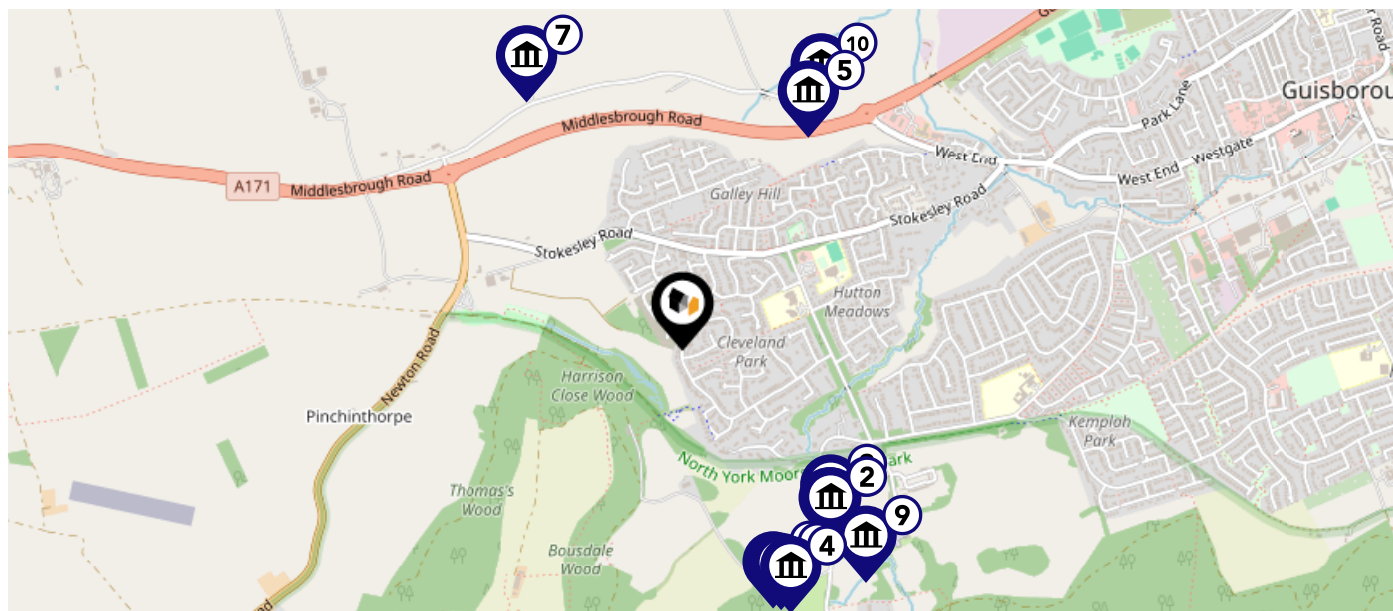 7
10
5
Guisborou
Park Lane
Middlesbrough Road
West End
Westgate
West End
A171
Middlesbrough Road
Galley Hill
Stokesley Road
Stokesley Road
Hutton
Meadows
Cleveland
Park
Newton Road
Harrison
Close Wood
Pinchinthorpe
Kemplah
Park
North York Moor
ark
2
Thomas's
Wood
9
4
Bousdale
Wood